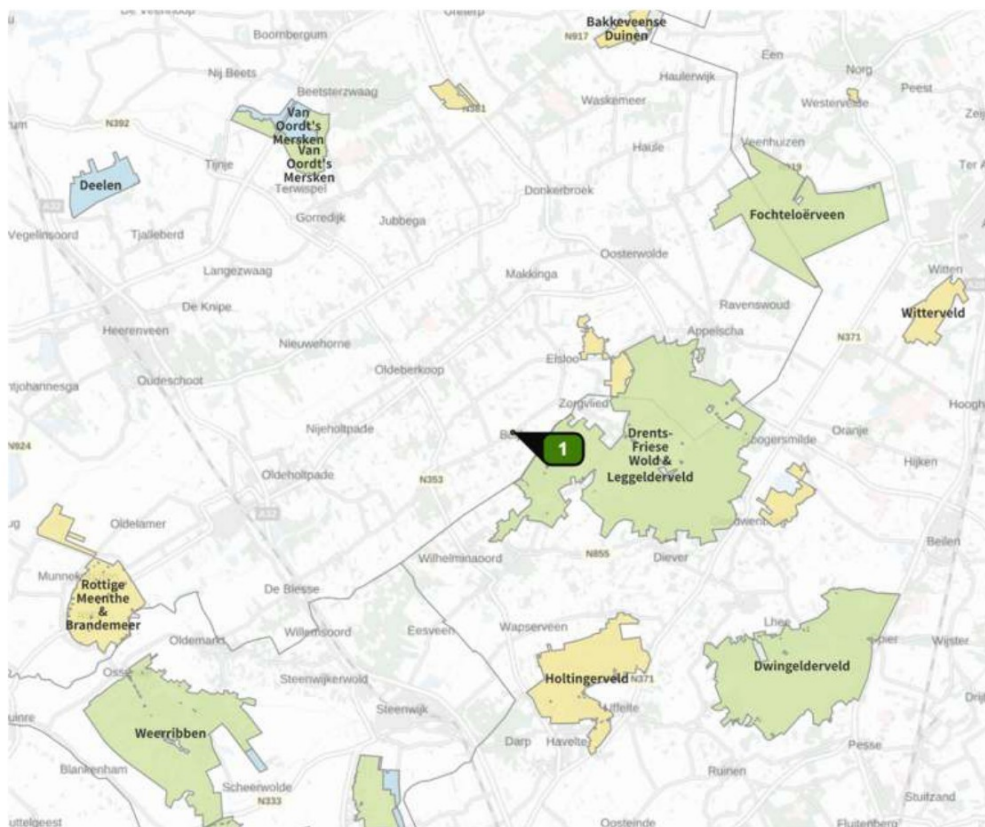 Boornbergum
N917
Bakkeveense
Duinen
Een
Norg
Haulerwijk
Peest
Nij Beets
Beetsterzwaag
Waskemeer
Westervelde
N381
N392
Van
Oordt's
Mersken
Van
Oordt's
Mersken
Tijnje
Terwispel
Haule
Veenhuizen
Deelen
Donkerbroek
Gorredijk
Jubbega
Fochteloërveen
Vegelinsoord
Tjalleberd
Langezwaag
Makkinga
Oosterwolde
Witten
De Knipe
Ravenswoud
Witterveld
Heerenveen
Nieuwehorne
Appelscha
N371
Elsloo
Oudeschoot
Oldeberkoop
Zorgvlied
Nijeholtpade
1
Drents-
Friese
Wold &
Leggelderveld
Oranje
N924
Hijken
Oldeholtpade
N353
A32
Oldelamer
Wilhelminaoord
N855
Diever
Beilen
Rottige
Meenthe
&
Brandemeer
De Blesse
Willemsoord
Eesveen
Wapserveen
Lhee
Wijster
Oldemarkt
Steenwijkerwold
Holtingerveld
N371
Dwingelderveld
Steenwijk
Uffelte
Weerribben
Darp
Havelte
Pesse
Blankenham
Scheerwolde
Ruinen
N333
Stuifzand
Oosteinde
Fluitenberg